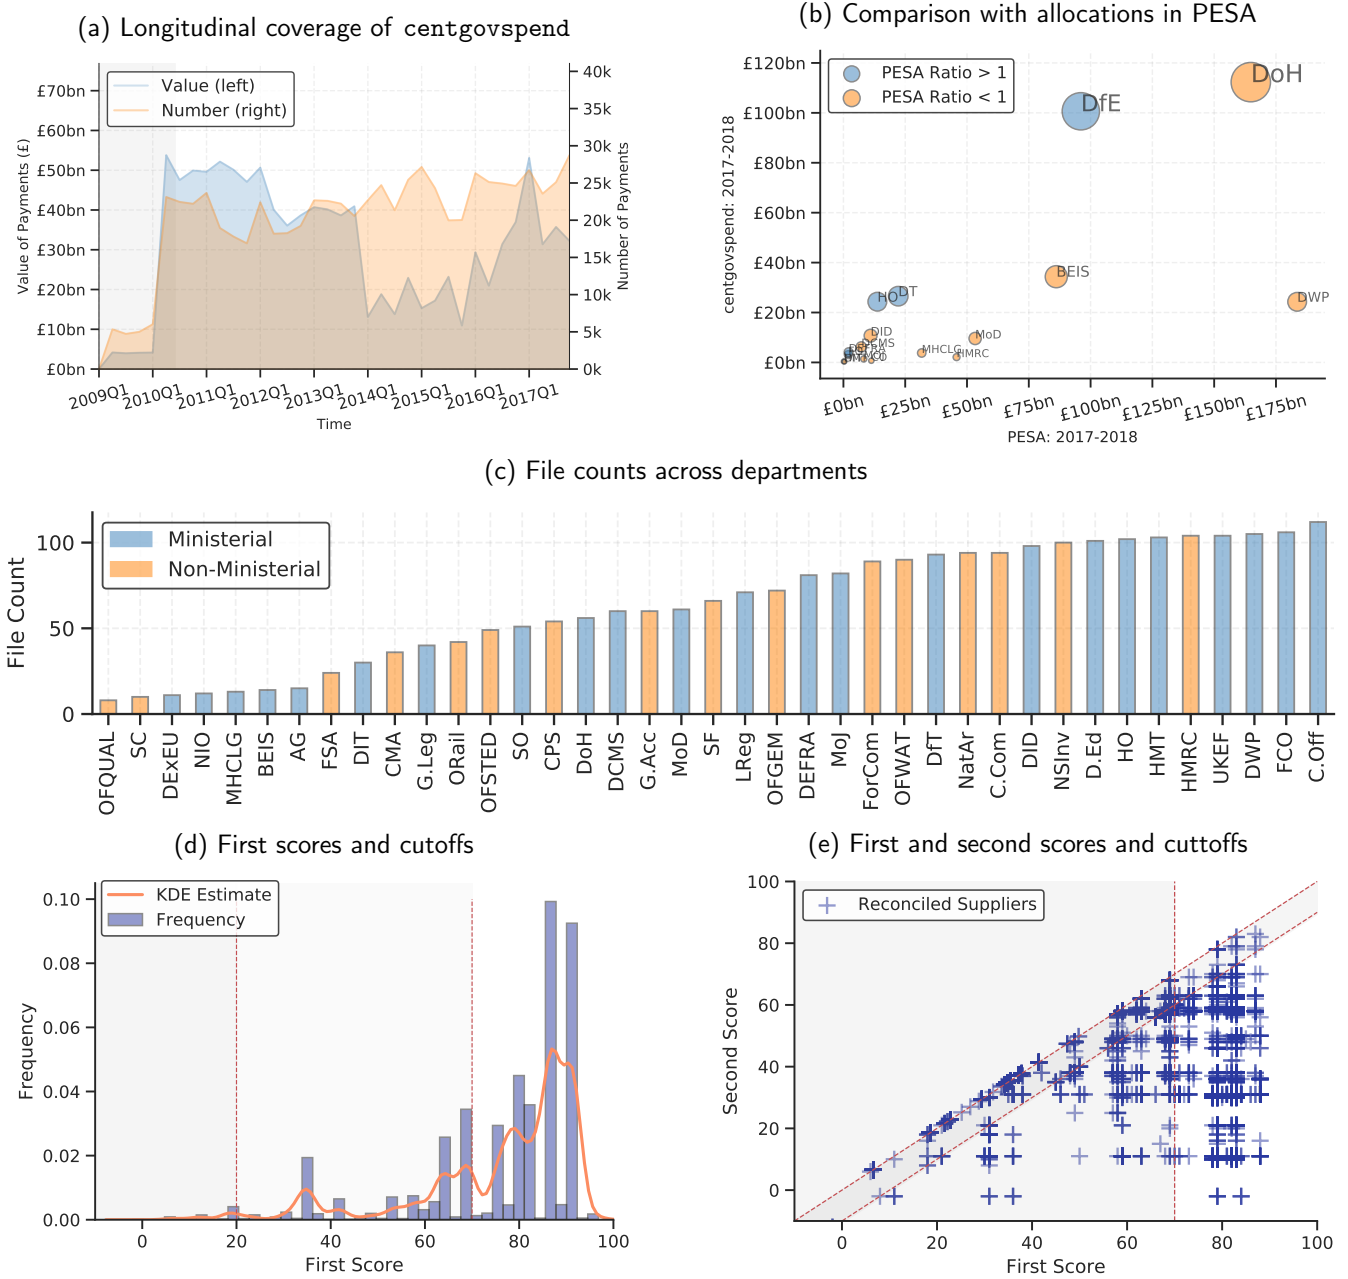 (a) Longitudinal coverage of centgovspend
Value (left)
Number (right)
£70bn
£60bn
£50bn
£40bn
£30bn
£20bn
£10bn
£0bn
Value of Payments (£)
40k
35k
30k
25k
20k
15k
10k
5k
0k
Number of Payments
2009Q1
2010Q1
2011Q1
2012Q1
2013Q1
2014Q1
2015Q1
2016Q1
2017Q1
Time
(b) Comparison with allocations in PESA
PESA Ratio > 1
PESA Ratio < 1
£120bn
£100bn
£80bn
£60bn
£40bn
£20bn
£0bn
centgovspend: 2017-2018
DoH
DfE
BEIS
DWP
HO
DT
DID
MoD
DCMS
MHCLG
HMRC
£0bn
£25bn
£50bn
£75bn
£100bn
£125bn
£150bn
£175bn
PESA: 2017-2018
(c) File counts across departments
Ministerial
Non-Ministerial
100
50
0
File Count
OFQUAL
SC
DExEU
NIO
MHCLG
BEIS
AG
FSA
DIT
CMA
G.Leg
ORail
OFSTED
SO
CPS
DoH
DCMS
G.Acc
MoD
SF
LReg
OFGEM
DEFRA
MoJ
ForCom
OFWAT
DfT
NatAr
C.Com
DID
NSInv
D.Ed
HO
HMT
HMRC
UKEF
DWP
FCO
C.Off
(d) First scores and cutoffs
KDE Estimate
Frequency
0.10
0.08
0.06
0.04
0.02
0.00
Frequency
0
20
40
60
80
100
First Score
(e) First and second scores and cuttoffs
Reconciled Suppliers
100
80
60
40
20
0
Second Score
0
20
40
60
80
100
First Score